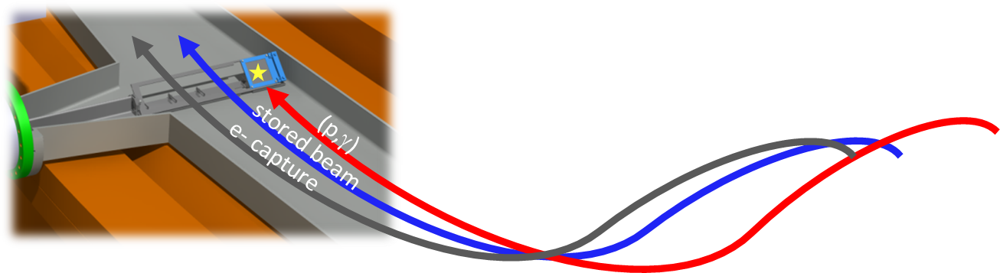 (p,γ)
stored beam
e- capture